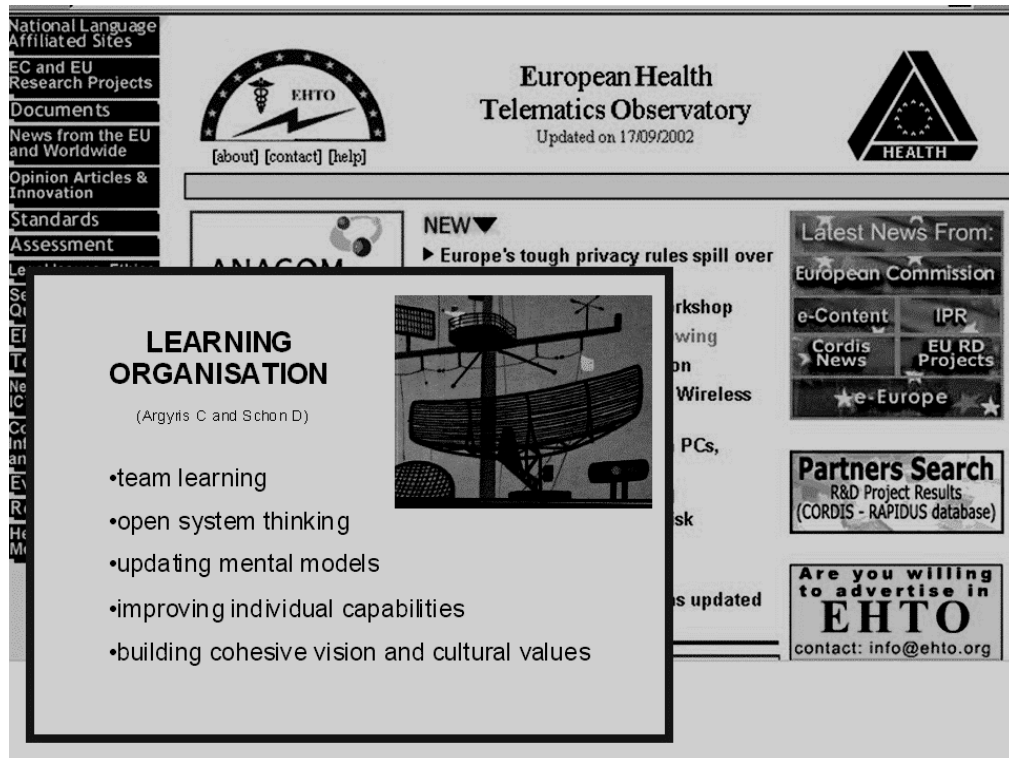 National Language
Affiliated Sites
EC and EU
Research Projects
Documents
News from the EU
and Worldwide
Opinion Articles &
Innovation
Standards
Assessment
EHTO
[about] [contact] [help]
European Health
Telematics Observatory
Updated on 17/09/2002
HEALTH
ANACOM
NEW
Europe's tough privacy rules spill over
Wireless
PCs,
updated
Latest News From:
European Commission
e-Content
IPR
Cordis
News
EU RD
Projects
e-Europe
Partners Search
R&D Project Results
(CORDIS - RAPIDUS database)
Are you willing
to advertise in
EHTO
contact: info@ehto.org
LEARNING
ORGANISATION
(Argyris C and Schon D)
•team learning
•open system thinking
•updating mental models
•improving individual capabilities
•building cohesive vision and cultural values